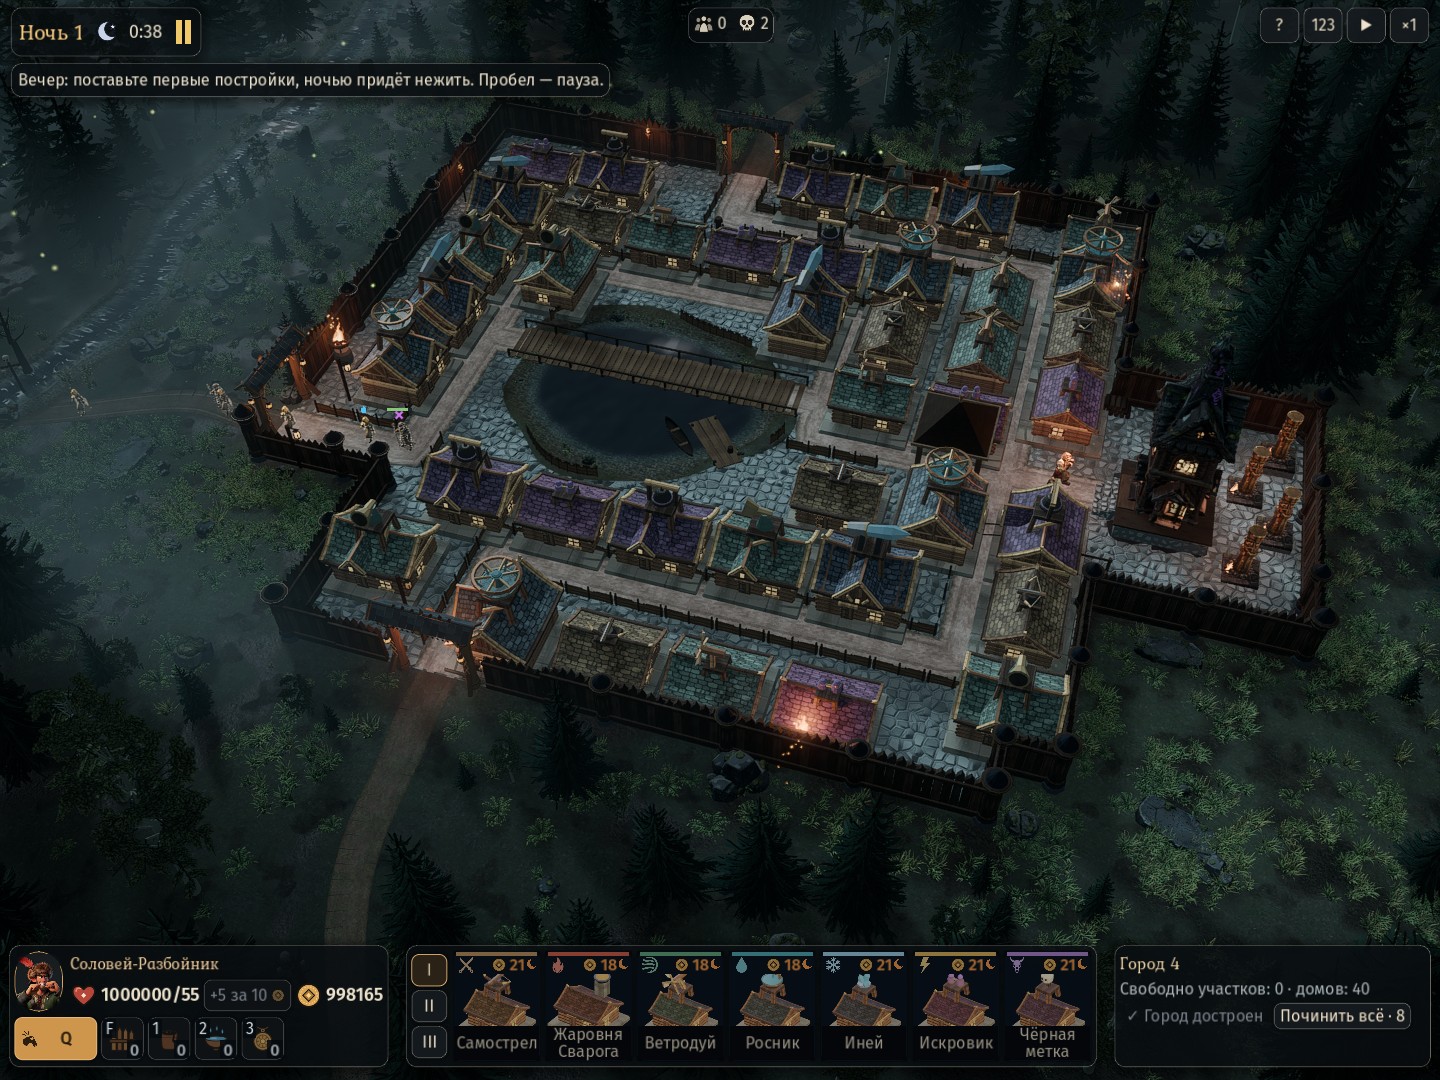 Ночь 1 0:38
0 2
? 123 ×1
Вечер: поставьте первые постройки, ночью придёт нежить. Пробел — пауза.
Соловей-Разбойник
1000000/55 +5 за 10 998165
Q F 0 1 0 2 0 3 0
I
II
III
21 18 18 18 21 21 21
Самострел
Жаровня Сварога
Ветродуй
Росник
Иней
Искровик
Чёрная метка
Город 4
Свободно участков: 0 · домов: 40
✓ Город достроен Починить всё · 8